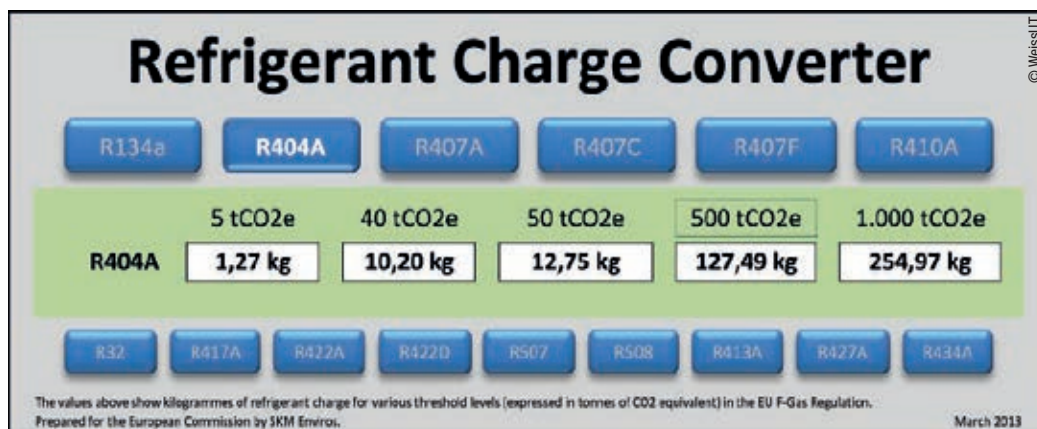 Refrigerant Charge Converter
© WeissUT
R134a R404A R407A R407C R407F R410A
5 tCO2e 40 tCO2e 50 tCO2e 500 tCO2e 1.000 tCO2e
R404A 1,27 kg 10,20 kg 12,75 kg 127,49 kg 254,97 kg
R32 R417A R422A R422D R507 R508 R413A R427A R434A
The values above show kilogrammes of refrigerant charge for various threshold levels (expressed in tonnes of CO2 equivalent) in the EU F-Gas Regulation.
Prepared for the European Commission by SKM Enviros. March 2013